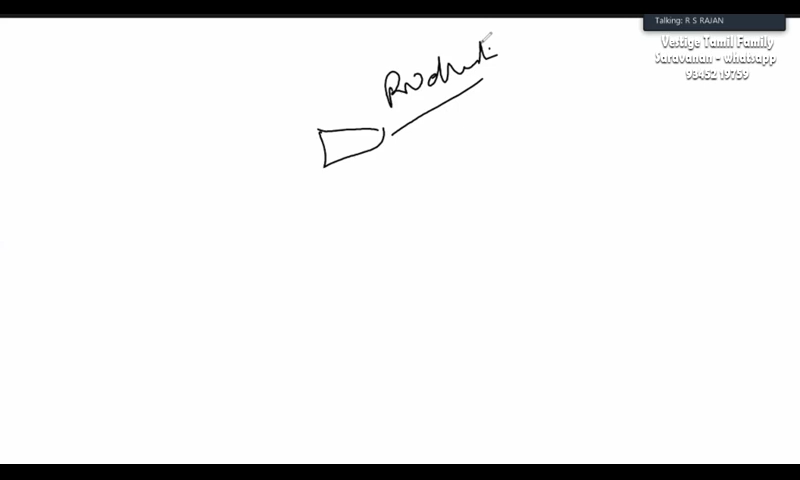 Talking: R S RAJAN
Vestige Tamil Family
Saravanan - whatsapp
93452 19759